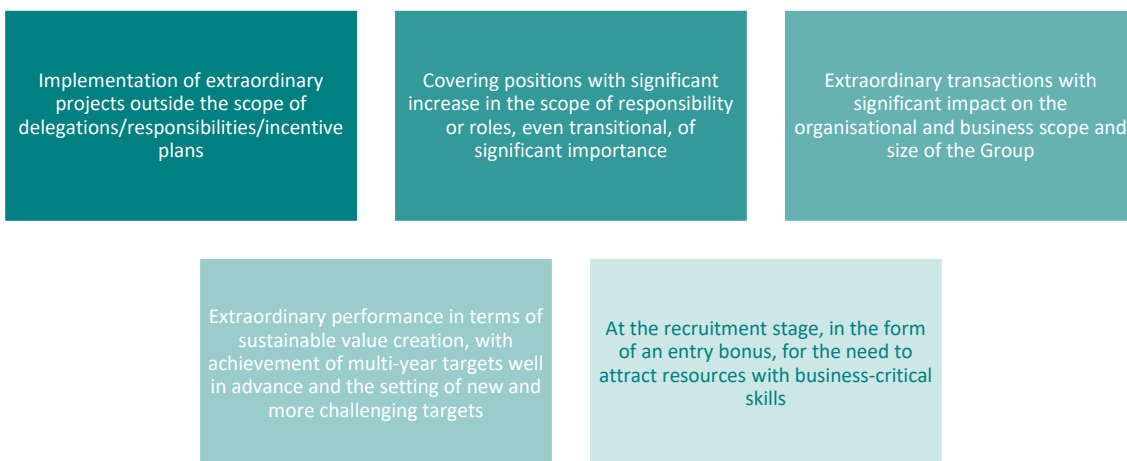 Implementation of extraordinary
projects outside the scope of
delegations/responsibilities/incentive
plans
Covering positions with significant
increase in the scope of responsibility
or roles, even transitional, of
significant importance
Extraordinary transactions with
significant impact on the
organisational and business scope and
size of the Group
Extraordinary performance in terms of
sustainable value creation, with
achievement of multi-year targets well
in advance and the setting of new and
more challenging targets
At the recruitment stage, in the form
of an entry bonus, for the need to
attract resources with business-critical
skills